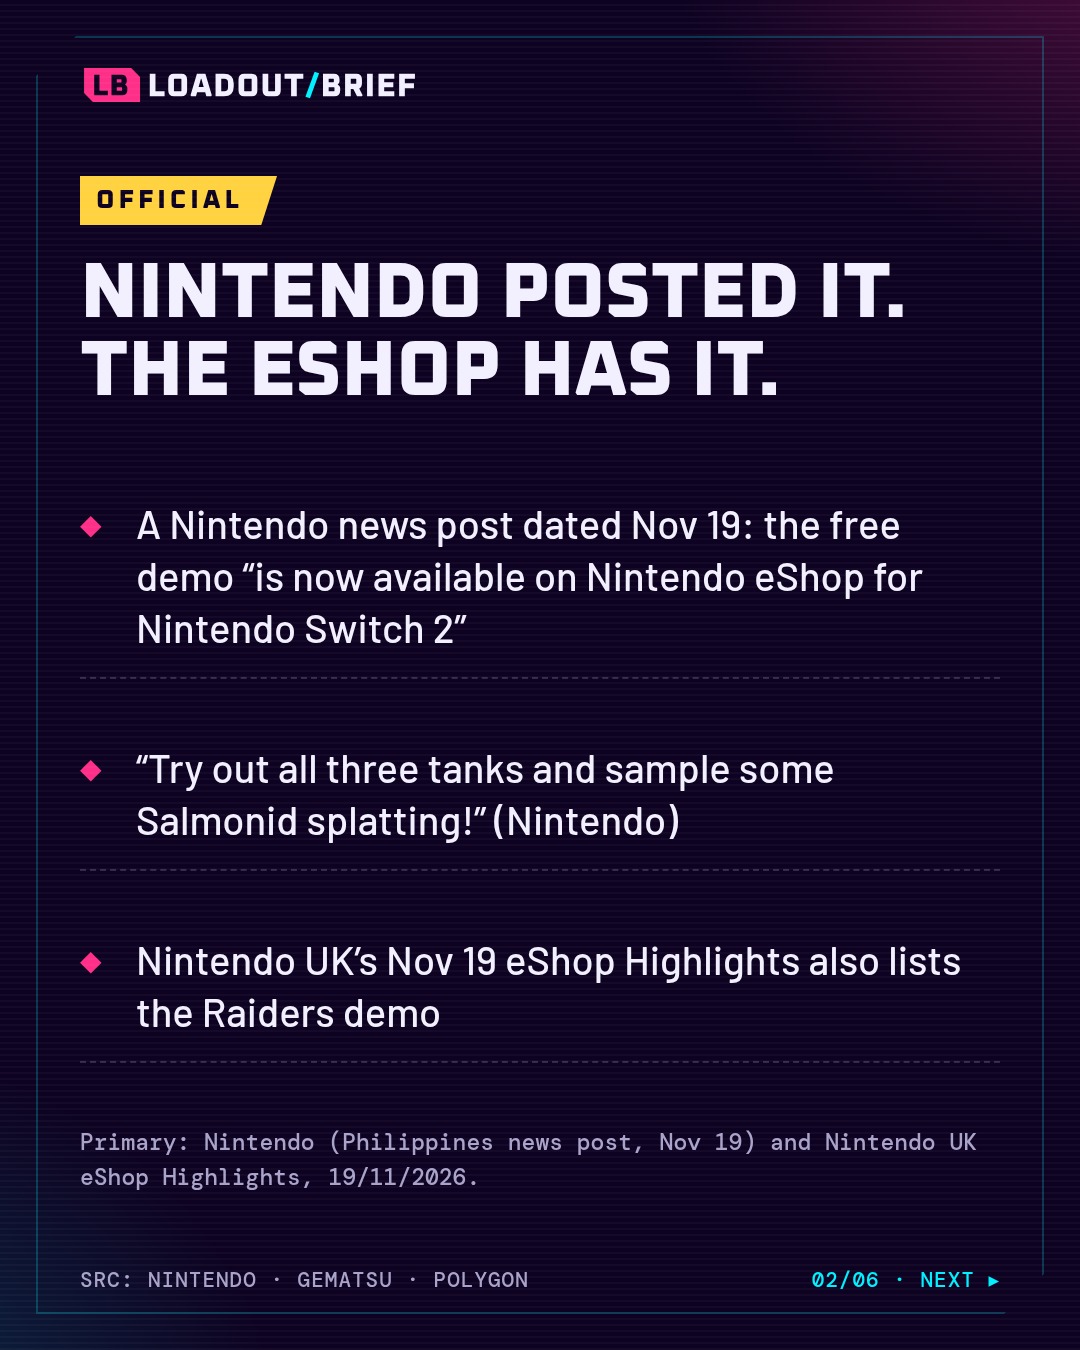 LB LOADOUT/BRIEF
OFFICIAL
NINTENDO POSTED IT.
THE ESHOP HAS IT.
A Nintendo news post dated Nov 19: the free
demo “is now available on Nintendo eShop for
Nintendo Switch 2”
“Try out all three tanks and sample some
Salmonid splatting!” (Nintendo)
Nintendo UK’s Nov 19 eShop Highlights also lists
the Raiders demo
Primary: Nintendo (Philippines news post, Nov 19) and Nintendo UK
eShop Highlights, 19/11/2026.
SRC: NINTENDO · GEMATSU · POLYGON
02/06 · NEXT ▸